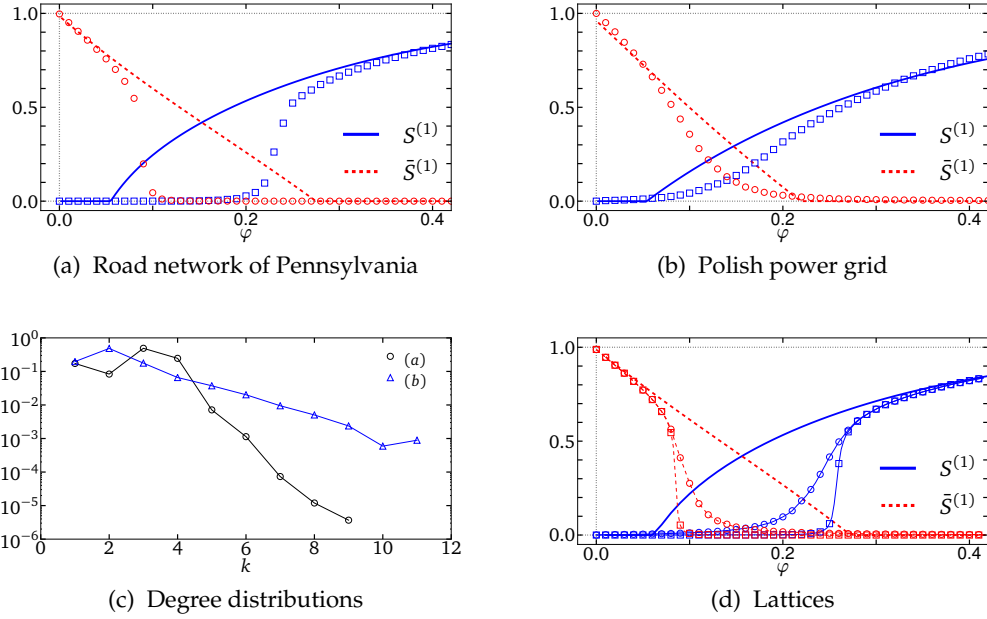 1.0
0.5
0.0
0.0
0.2
0.4
φ
S(1)
S̄(1)
(a) Road network of Pennsylvania
1.0
0.5
0.0
0.0
0.2
0.4
φ
S(1)
S̄(1)
(b) Polish power grid
10^0
10^-1
10^-2
10^-3
10^-4
10^-5
10^-6
0 2 4 6 8 10 12
k
(a)
(b)
(c) Degree distributions
1.0
0.5
0.0
0.0
0.2
0.4
φ
S(1)
S̄(1)
(d) Lattices